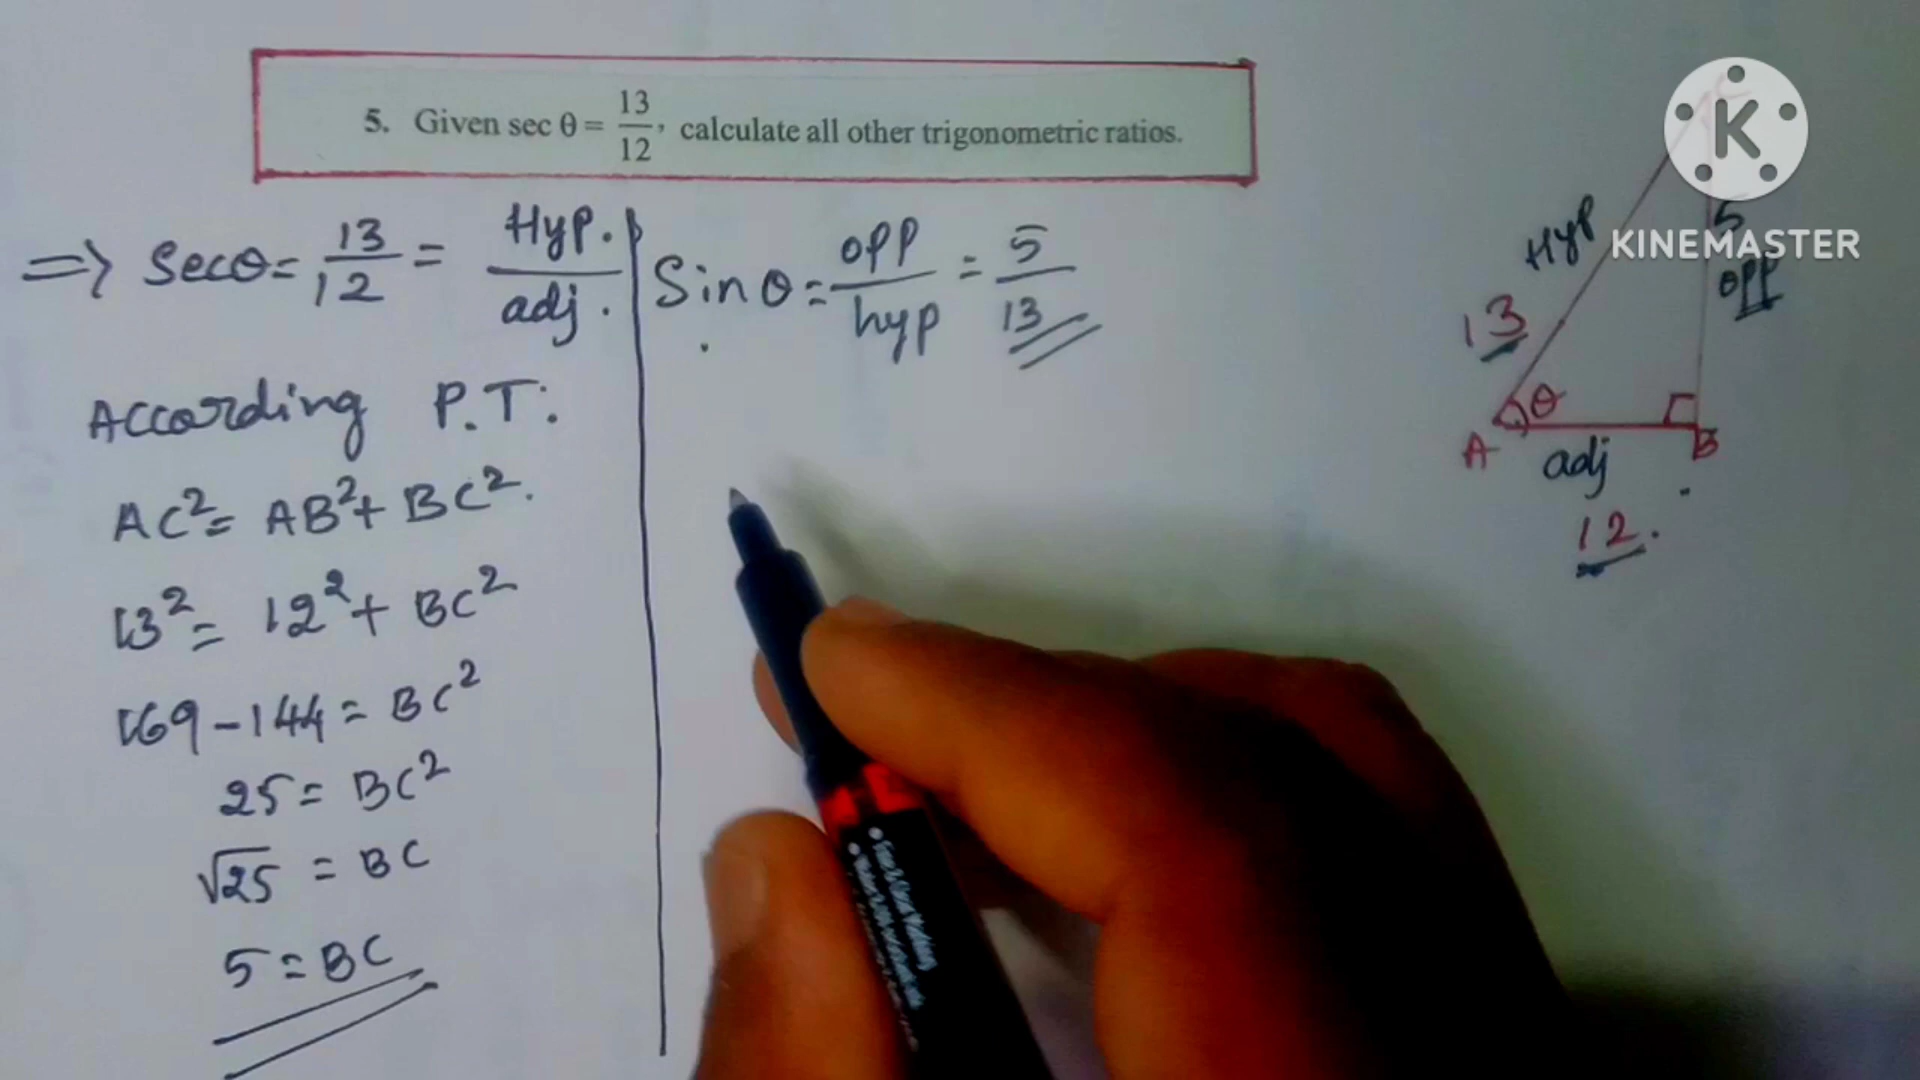 5. Given sec θ = 13/12, calculate all other trigonometric ratios.
⇒ Secθ = 13/12 = Hyp./adj.
According P.T:
AC² = AB² + BC².
13² = 12² + BC²
169 - 144 = BC²
25 = BC²
√25 = BC
5 = BC
Sin θ = opp/hyp = 5/13
K
KINEMASTER
Hyp
5
opp
13
θ
A
B
adj
12.